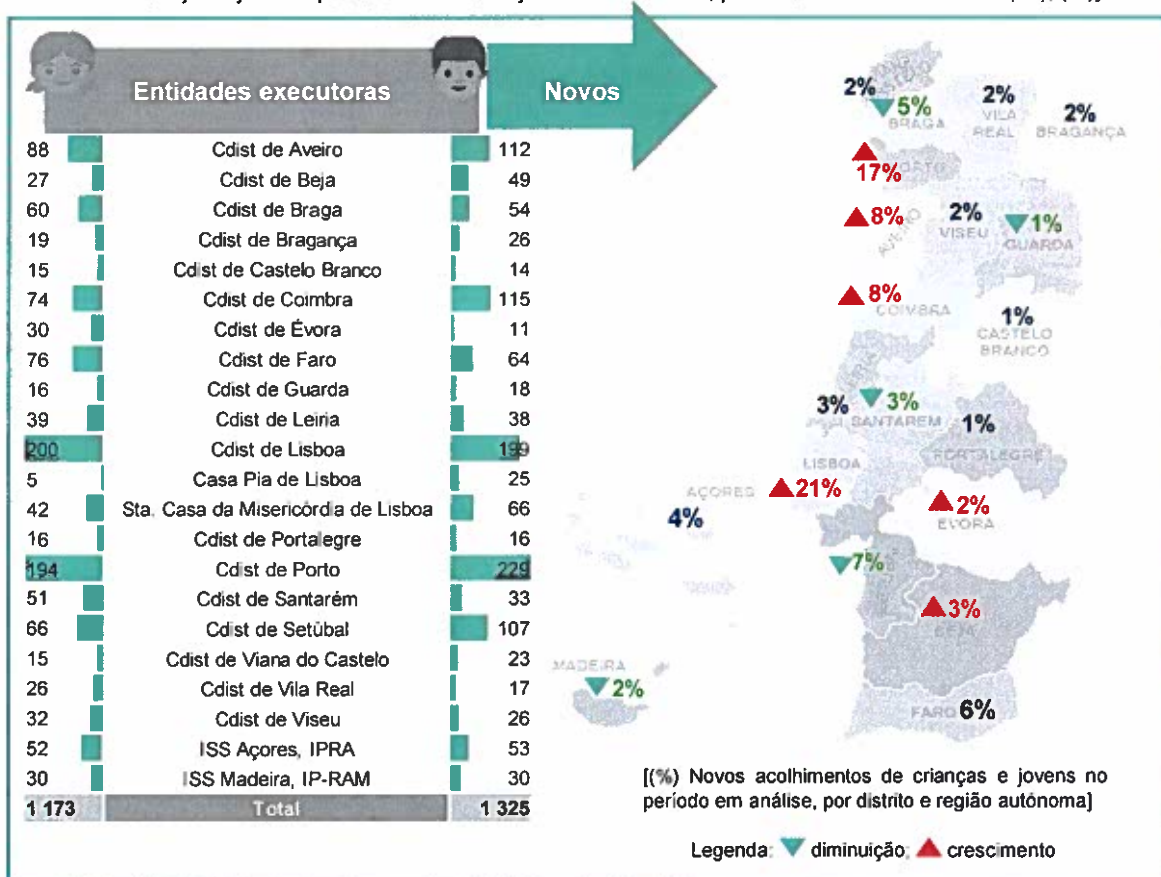 Entidades executoras
Novos
88 Cdist de Aveiro 112
27 Cdist de Beja 49
60 Cdist de Braga 54
19 Cdist de Bragança 26
15 Cdist de Castelo Branco 14
74 Cdist de Coimbra 115
30 Cdist de Évora 11
76 Cdist de Faro 64
16 Cdist de Guarda 18
39 Cdist de Leiria 38
200 Cdist de Lisboa 199
5 Casa Pia de Lisboa 25
42 Sta. Casa da Misericórdia de Lisboa 66
16 Cdist de Portalegre 16
194 Cdist de Porto 229
51 Cdist de Santarém 33
66 Cdist de Setúbal 107
15 Cdist de Viana do Castelo 23
26 Cdist de Vila Real 17
32 Cdist de Viseu 26
52 ISS Açores, IPRA 53
30 ISS Madeira, IP-RAM 30
1 173 Total 1 325
2%
5%
BRAGA
2%
VILA
REAL
2%
BRAGANÇA
PORTO
17%
8%
AVEIRO
2%
VISEU
1%
GUARDA
8%
COIMBRA
1%
CASTELO
BRANCO
3%
3%
SANTARÉM
1%
PORTALEGRE
LISBOA
21%
AÇORES
4%
2%
ÉVORA
7%
3%
BEJA
MADEIRA
2%
FARO 6%
[(%) Novos acolhimentos de crianças e jovens no
período em análise, por distrito e região autónoma]
Legenda: diminuição; crescimento